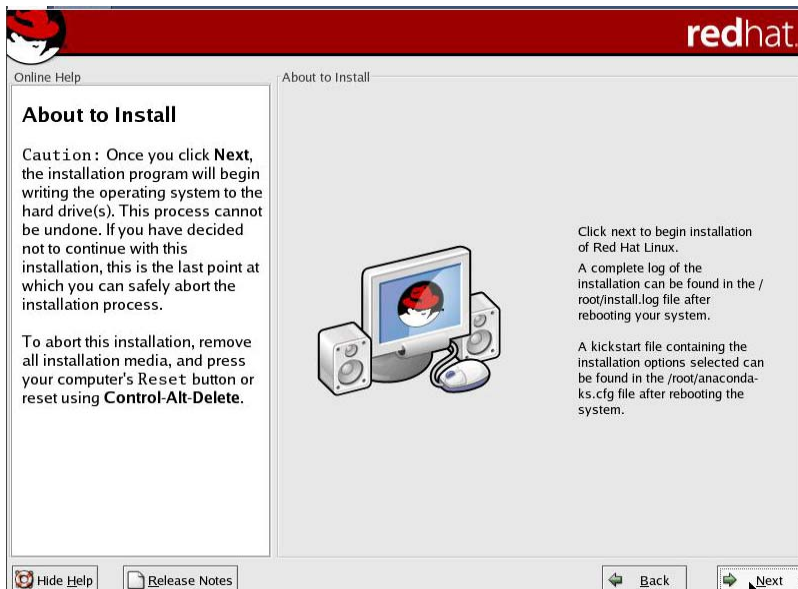 redhat.
Online Help
About to Install
Caution: Once you click Next,
the installation program will begin
writing the operating system to the
hard drive(s). This process cannot
be undone. If you have decided
not to continue with this
installation, this is the last point at
which you can safely abort the
installation process.
To abort this installation, remove
all installation media, and press
your computer's Reset button or
reset using Control-Alt-Delete.
About to Install
Click next to begin installation
of Red Hat Linux.
A complete log of the
installation can be found in the /
root/install.log file after
rebooting your system.
A kickstart file containing the
installation options selected can
be found in the /root/anaconda-
ks.cfg file after rebooting the
system.
Hide Help
Release Notes
Back
Next